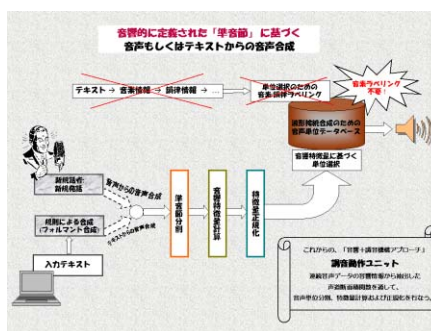 音響的に定義された「準音節」に基づく
音声もしくはテキストからの音声合成
テキスト → 音素情報 → 韻律情報 → …
単位選択のための
音素・韻律ラベリング
音素ラベリング
不要！
波形接続合成のための
音声単位データベース
音響特徴量に基づく
単位選択
新規話者:
新規発話
音声からの音声合成
規則による合成
(フォルマント合成)
テキストからの音声合成
入力テキスト
準音節分割
音響特徴量計算
特徴量正規化
これからの、「音響＋調音機構アプローチ」
調音動作ユニット
連続音声データの音響情報から抽出した
声道断面積関数を通して、
音声単位分割、特徴量計算および正規化を行なう。